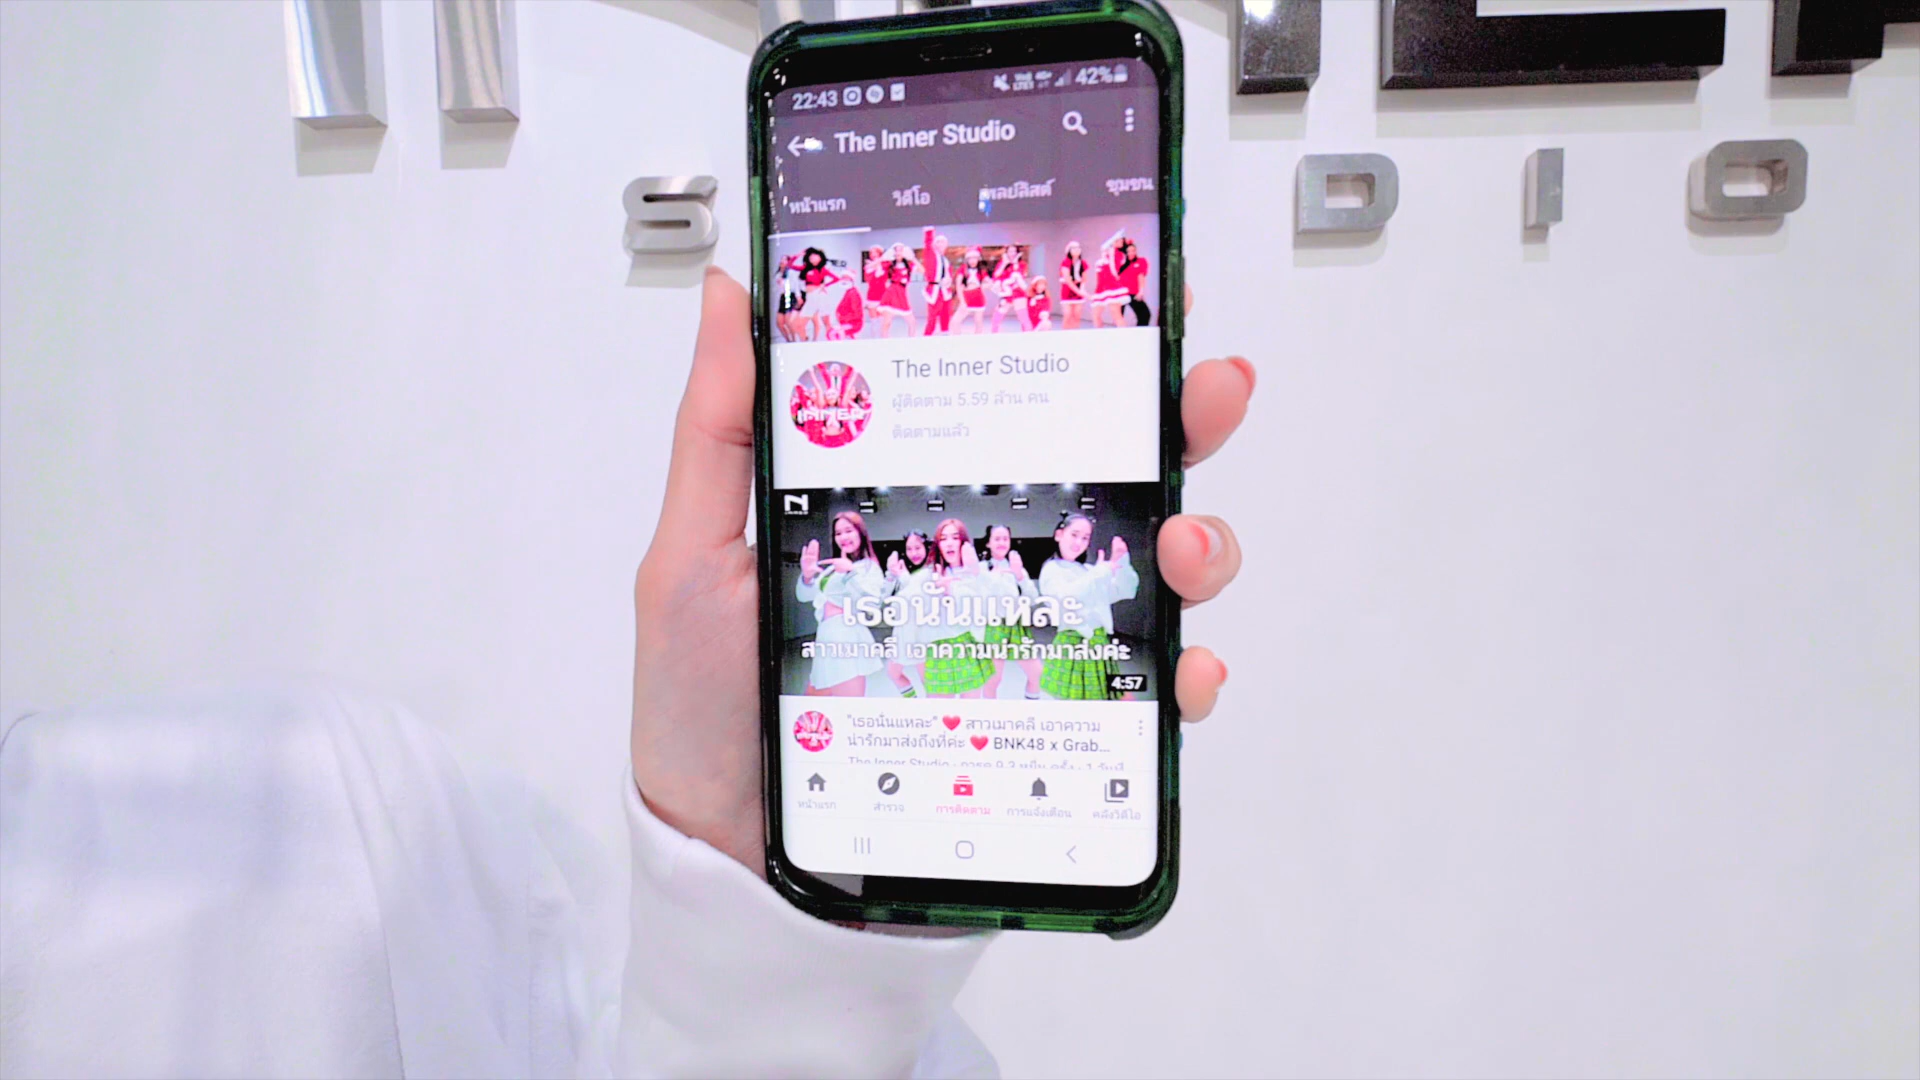 S DIO
22:43 42%
The Inner Studio
หน้าแรก วิดีโอ เพลย์ลิสต์ ชุมชน
The Inner Studio
ผู้ติดตาม 5.59 ล้าน คน
ติดตามแล้ว
INNER
เธอนั่นแหละ
สาวเมาคลี เอาความน่ารักมาส่งค่ะ
4:57
"เธอนั่นแหละ" ❤️ สาวเมาคลี เอาความ
น่ารักมาส่งถึงที่ค่ะ ❤️ BNK48 x Grab...
หน้าแรก สำรวจ การติดตาม การแจ้งเตือน คลังวิดีโอ